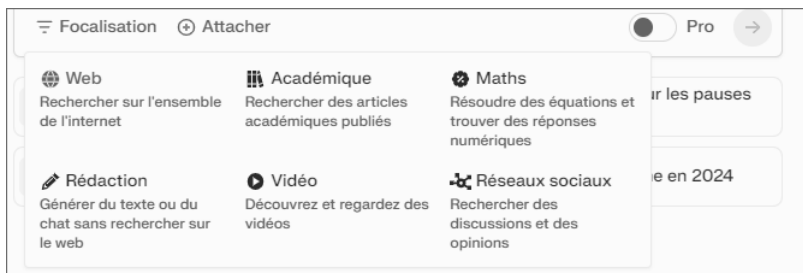 Focalisation Attacher Pro
Web
Rechercher sur l'ensemble
de l'internet
Académique
Rechercher des articles
académiques publiés
Maths
Résoudre des équations et
trouver des réponses
numériques
les pauses
Rédaction
Générer du texte ou du
chat sans rechercher sur
le web
Vidéo
Découvrez et regardez des
vidéos
Réseaux sociaux
Rechercher des
discussions et des
opinions
en 2024